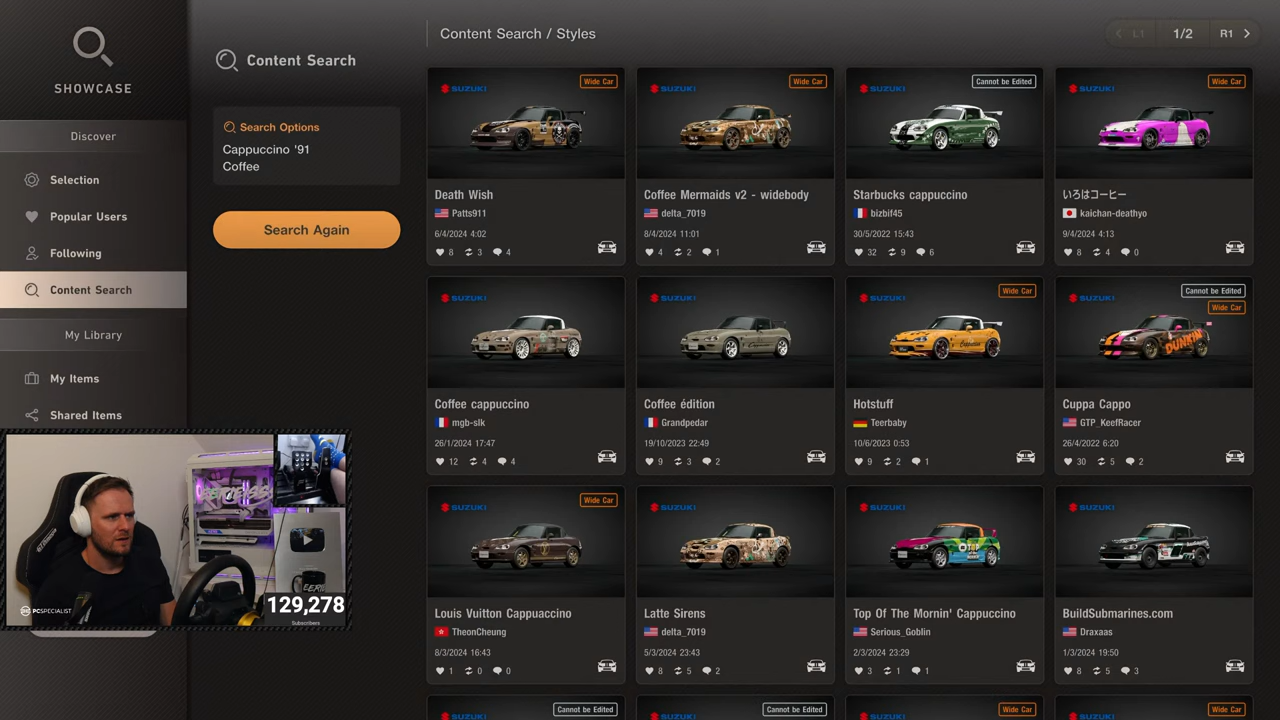 SHOWCASE
Discover
Selection
Popular Users
Following
Content Search
My Library
My Items
Shared Items
PCSPECIALIST
129,278
Subscribers
Content Search
Search Options
Cappuccino '91
Coffee
Search Again
Content Search / Styles
L1 1/2 R1
SUZUKI Wide Car
Death Wish
Patts911
6/4/2024 4:02
8 3 4
SUZUKI Wide Car
Coffee Mermaids v2 - widebody
delta_7019
8/4/2024 11:01
4 2 1
SUZUKI Cannot be Edited
Starbucks cappuccino
bizbif45
30/5/2022 15:43
32 9 6
SUZUKI Wide Car
いろはコーヒー
kaichan-deathyo
9/4/2024 4:13
8 4 0
SUZUKI
Coffee cappuccino
mgb-slk
26/1/2024 17:47
12 4 4
SUZUKI
Coffee édition
Grandpedar
19/10/2023 22:49
9 3 2
SUZUKI Wide Car
Hotstuff
Teerbaby
10/6/2023 0:53
9 2 1
SUZUKI Cannot be Edited
Wide Car
DUNKIN'
Cuppa Cappo
GTP_KeefRacer
26/4/2022 6:20
30 5 2
SUZUKI Wide Car
Louis Vuitton Cappuaccino
TheonCheung
8/3/2024 16:43
1 0 0
SUZUKI
Latte Sirens
delta_7019
5/3/2024 23:43
8 5 2
SUZUKI
TOP
Top Of The Mornin' Cappuccino
Serious_Goblin
2/3/2024 23:29
3 1 1
SUZUKI
BuildSubmarines.com
Draxaas
1/3/2024 19:50
8 5 3
SUZUKI Cannot be Edited
SUZUKI Cannot be Edited
SUZUKI Wide Car
SUZUKI Wide Car